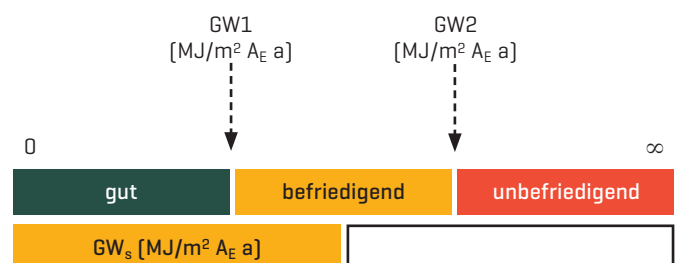 GW1
[MJ/m² A_E a]
GW2
[MJ/m² A_E a]
0
∞
gut
befriedigend
unbefriedigend
GW_s [MJ/m² A_E a]